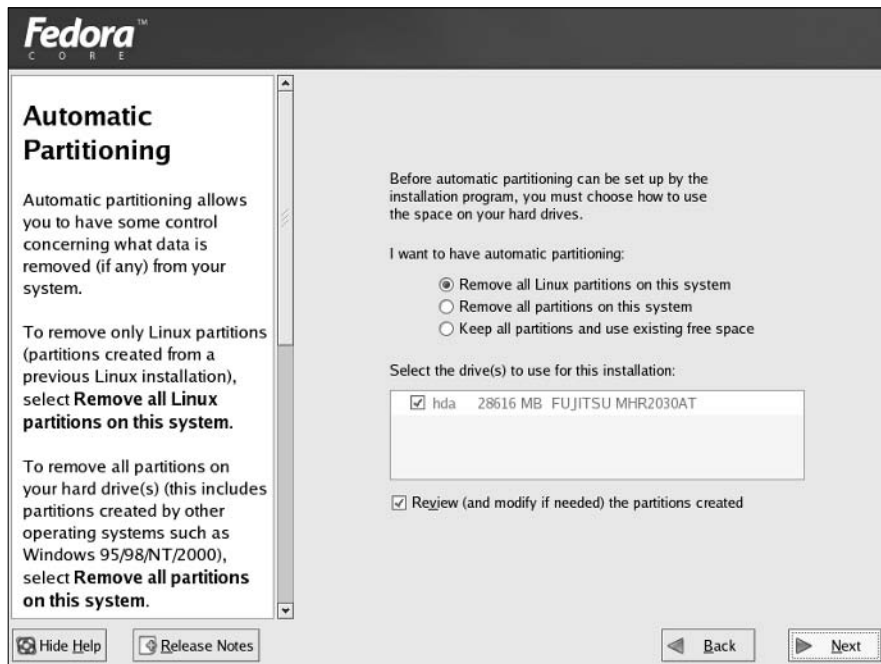 Fedora™
CORE
Automatic
Partitioning
Automatic partitioning allows
you to have some control
concerning what data is
removed (if any) from your
system.
To remove only Linux partitions
(partitions created from a
previous Linux installation),
select Remove all Linux
partitions on this system.
To remove all partitions on
your hard drive(s) (this includes
partitions created by other
operating systems such as
Windows 95/98/NT/2000),
select Remove all partitions
on this system.
Before automatic partitioning can be set up by the
installation program, you must choose how to use
the space on your hard drives.
I want to have automatic partitioning:
Remove all Linux partitions on this system
Remove all partitions on this system
Keep all partitions and use existing free space
Select the drive(s) to use for this installation:
hda 28616 MB FUJITSU MHR2030AT
Review (and modify if needed) the partitions created
Hide Help
Release Notes
Back
Next